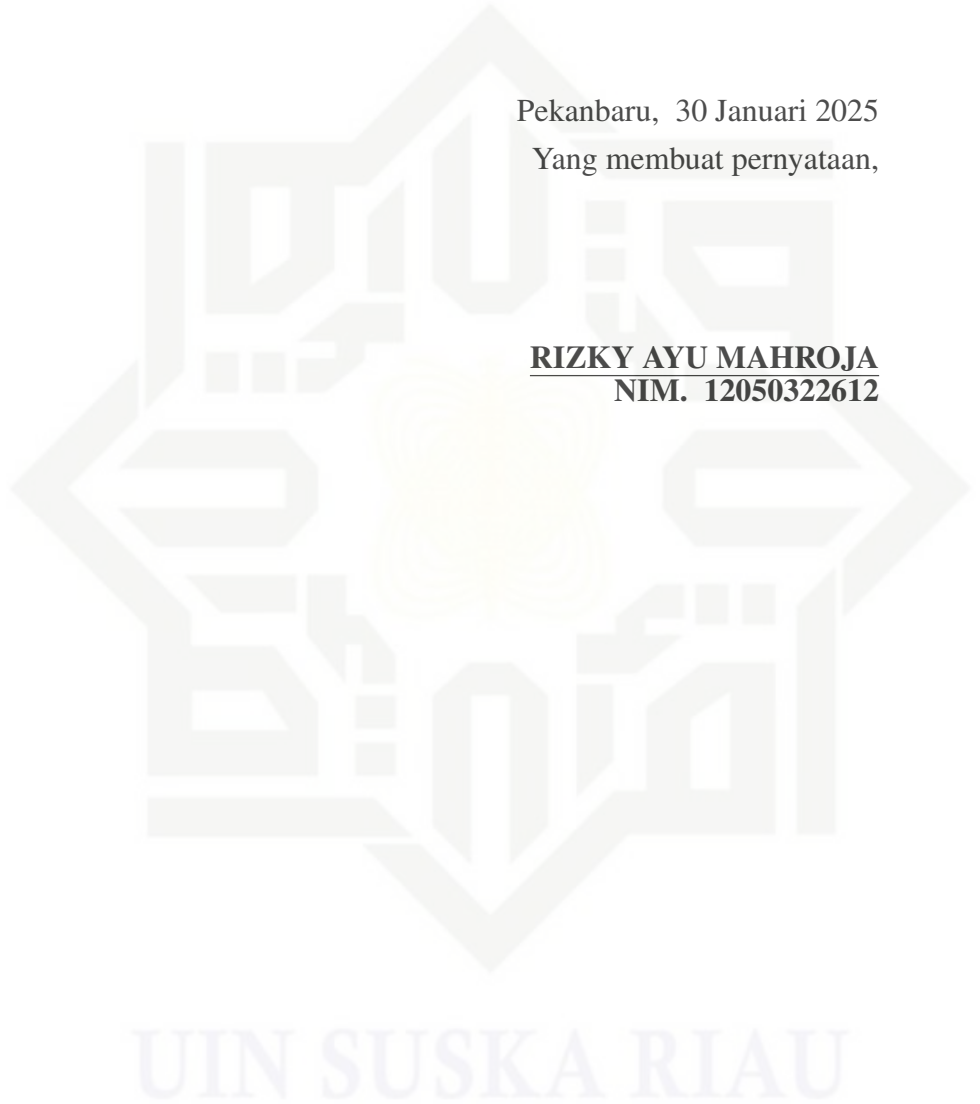 Pekanbaru, 30 Januari 2025
Yang membuat pernyataan,
RIZKY AYU MAHROJA
NIM. 12050322612
UIN SUSKA RIAU